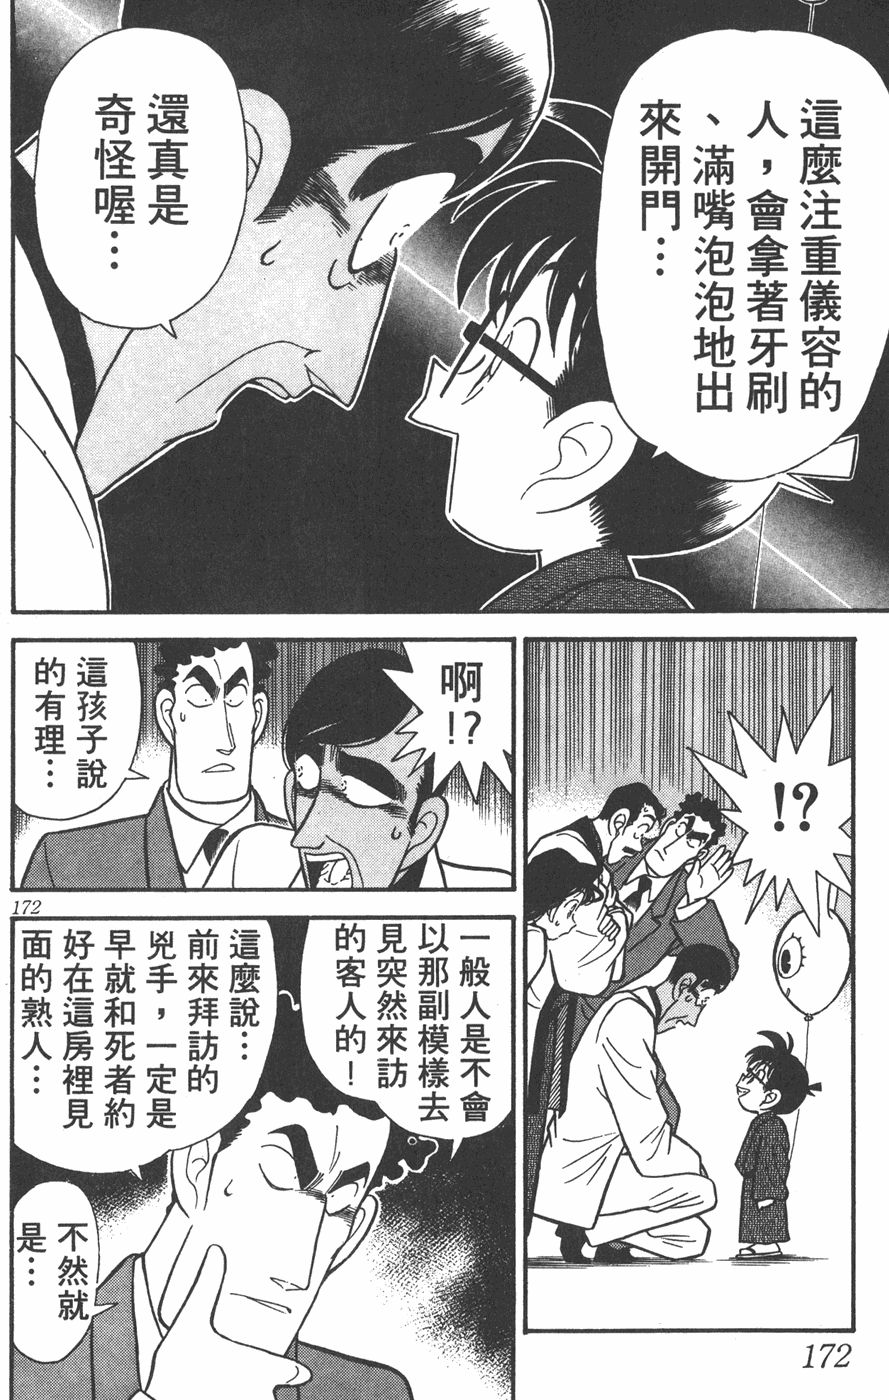 這麼注重儀容的
人，會拿著牙刷
、滿嘴泡泡地出
來開門…
還真是
奇怪喔…
!?
啊
!?
這孩子說
的有理…
172
一般人是不會
以那副模樣去
見突然來訪
的客人的！
這麼說…
前來拜訪的
兇手，一定是
早就和死者約
好在這房裡見
面的熟人…
不然就
是…
172